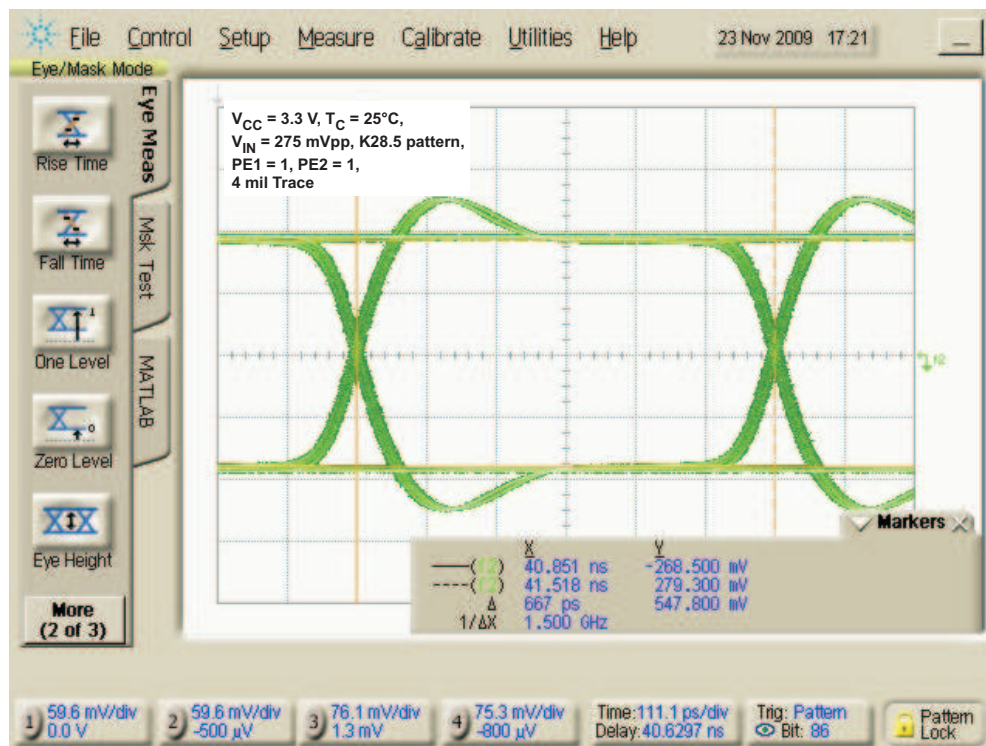 File Control Setup Measure Calibrate Utilities Help 23 Nov 2009 17:21
Eye/Mask Mode
Eye Meas
Msk Test
MATLAB
Rise Time
Fall Time
One Level
Zero Level
Eye Height
More
(2 of 3)
VCC = 3.3 V, TC = 25°C,
VIN = 275 mVpp, K28.5 pattern,
PE1 = 1, PE2 = 1,
4 mil Trace
f2
Markers
X Y
——(f2) 40.851 ns -268.500 mV
----(f2) 41.518 ns 279.300 mV
Δ 667 ps 547.800 mV
1/ΔX 1.500 GHz
1) 59.6 mV/div
0.0 V
2) 59.6 mV/div
-500 µV
3) 76.1 mV/div
1.3 mV
4) 75.3 mV/div
-800 µV
Time:111.1 ps/div
Delay:40.6297 ns
Trig: Pattern
Bit: 86
Pattern
Lock